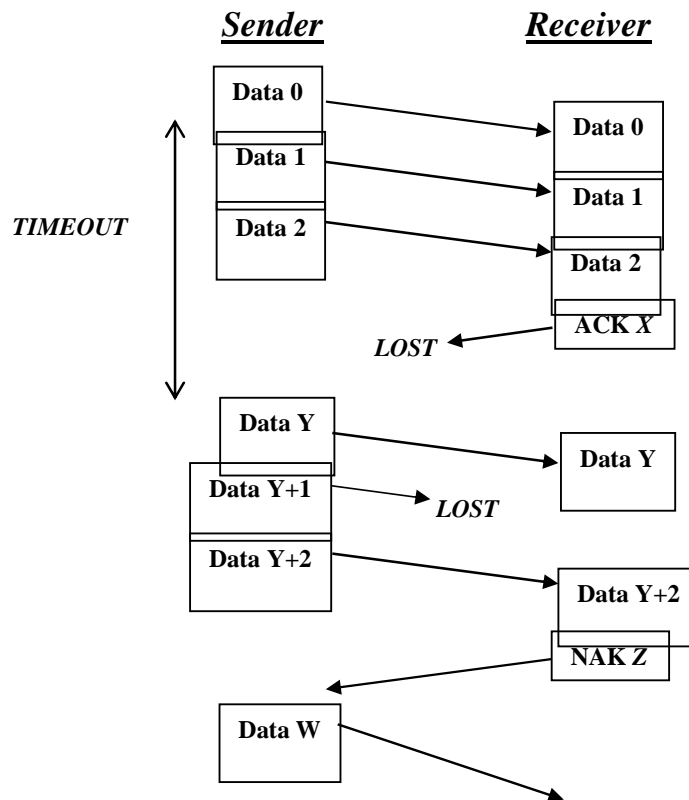 Sender Receiver
Data 0
Data 0
Data 1
Data 1
TIMEOUT
Data 2
Data 2
ACK X
LOST
Data Y
Data Y
Data Y+1
LOST
Data Y+2
Data Y+2
NAK Z
Data W